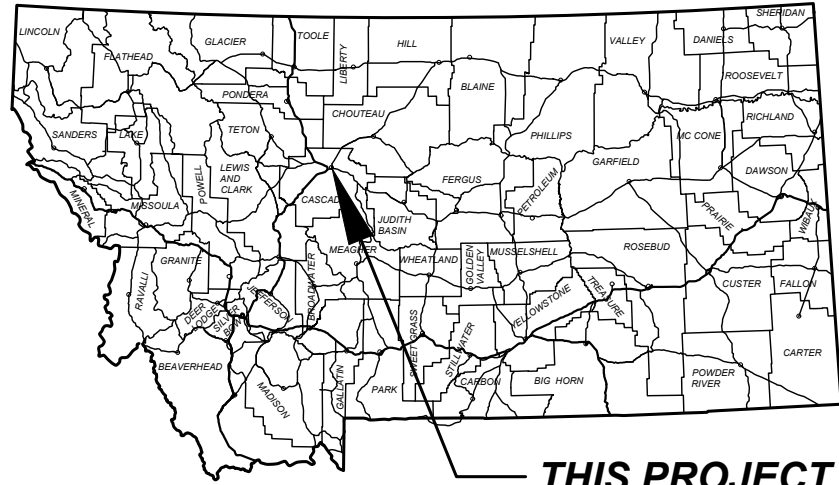 SHERIDAN
LINCOLN
GLACIER
TOOLE
LIBERTY
HILL
VALLEY
DANIELS
FLATHEAD
BLAINE
ROOSEVELT
PONDERA
CHOUTEAU
RICHLAND
SANDERS
LAKE
TETON
PHILLIPS
MC CONE
GARFIELD
LEWIS
AND
CLARK
POWELL
FERGUS
PETROLEUM
DAWSON
MINERAL
MISSOULA
CASCAD
JUDITH
BASIN
PRAIRIE
WIBAUX
MEAGHER
WHEATLAND
GOLDEN
VALLEY
MUSSELSHELL
ROSEBUD
GRANITE
RAVALLI
BROADWATER
JEFFERSON
DEER
LODGE
SILVER
BOW
TREASURE
CUSTER
FALLON
YELLOWSTONE
SWEET GRASS
STILLWATER
BEAVERHEAD
MADISON
GALLATIN
PARK
CARBON
BIG HORN
POWDER
RIVER
CARTER
THIS PROJECT